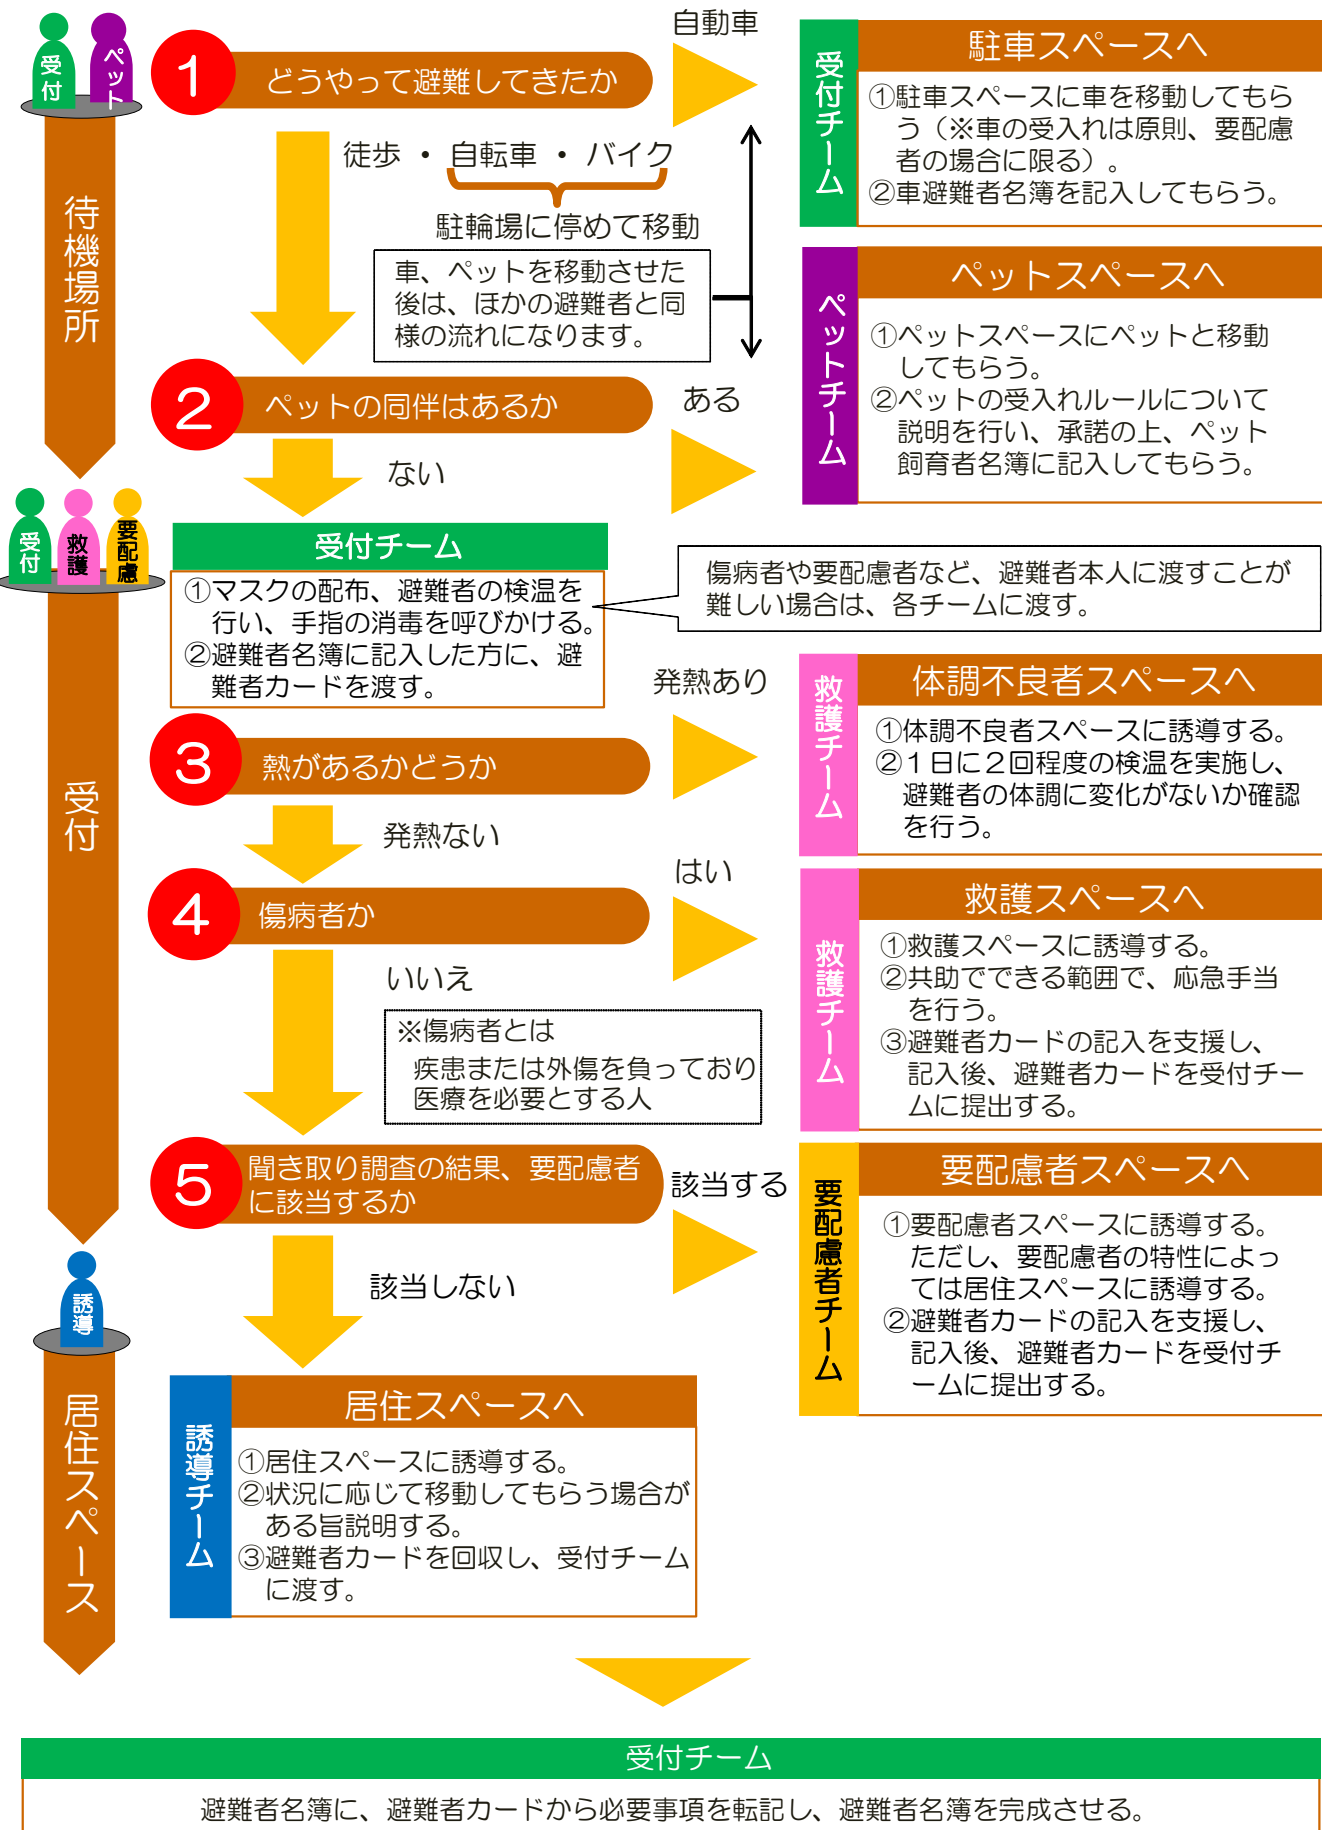 受付
ペット
待機場所
1
どうやって避難してきたか
自動車
徒歩 ・ 自転車 ・ バイク
駐輪場に停めて移動
車、ペットを移動させた
後は、ほかの避難者と同
様の流れになります。
受付チーム
駐車スペースへ
①駐車スペースに車を移動してもら
う（※車の受入れは原則、要配慮
者の場合に限る）。
②車避難者名簿を記入してもらう。
2
ペットの同伴はあるか
ある
ない
ペットチーム
ペットスペースへ
①ペットスペースにペットと移動
してもらう。
②ペットの受入れルールについて
説明を行い、承諾の上、ペット
飼育者名簿に記入してもらう。
受付
救護
要配慮
受付
受付チーム
①マスクの配布、避難者の検温を
行い、手指の消毒を呼びかける。
②避難者名簿に記入した方に、避
難者カードを渡す。
傷病者や要配慮者など、避難者本人に渡すことが
難しい場合は、各チームに渡す。
3
熱があるかどうか
発熱あり
発熱ない
救護チーム
体調不良者スペースへ
①体調不良者スペースに誘導する。
②１日に２回程度の検温を実施し、
避難者の体調に変化がないか確認
を行う。
4
傷病者か
はい
いいえ
※傷病者とは
疾患または外傷を負っており
医療を必要とする人
救護チーム
救護スペースへ
①救護スペースに誘導する。
②共助でできる範囲で、応急手当
を行う。
③避難者カードの記入を支援し、
記入後、避難者カードを受付チー
ムに提出する。
5
聞き取り調査の結果、要配慮者
に該当するか
該当する
該当しない
要配慮者チーム
要配慮者スペースへ
①要配慮者スペースに誘導する。
ただし、要配慮者の特性によっ
ては居住スペースに誘導する。
②避難者カードの記入を支援し、
記入後、避難者カードを受付チ
ームに提出する。
誘導
居住スペース
誘導チーム
居住スペースへ
①居住スペースに誘導する。
②状況に応じて移動してもらう場合が
ある旨説明する。
③避難者カードを回収し、受付チーム
に渡す。
受付チーム
避難者名簿に、避難者カードから必要事項を転記し、避難者名簿を完成させる。